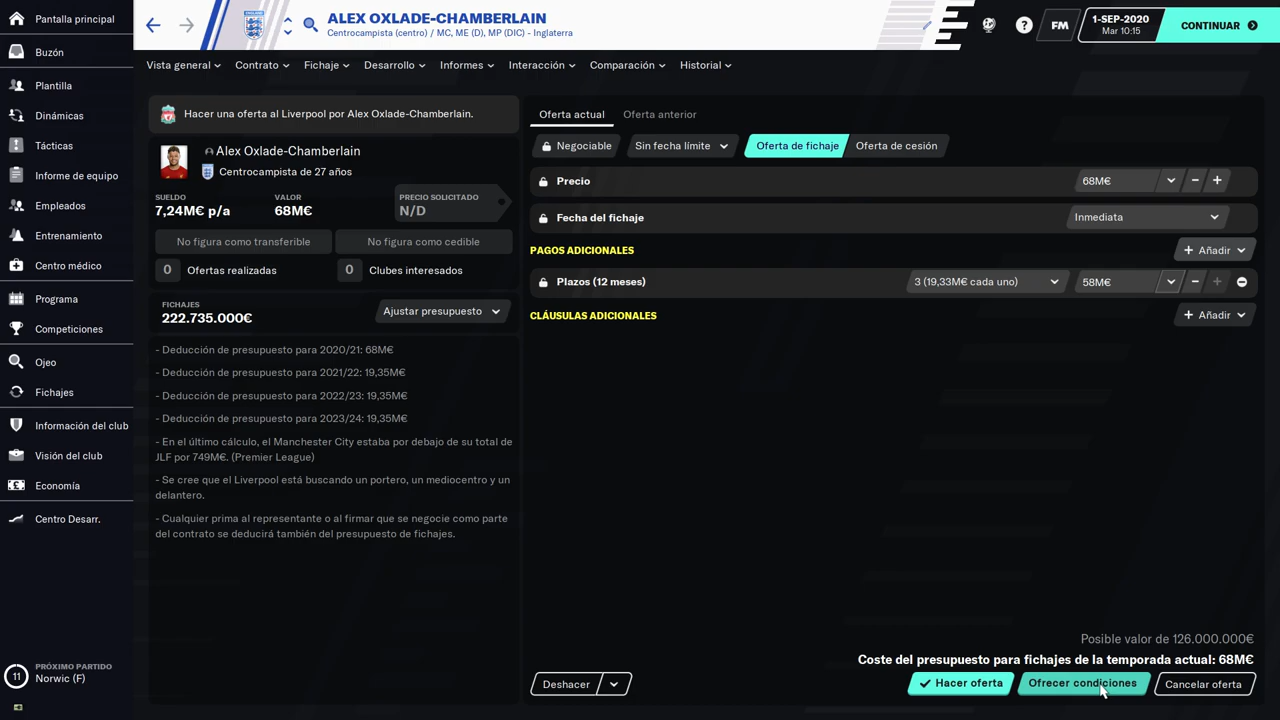 Pantalla principal
Buzón
Plantilla
Dinámicas
Tácticas
Informe de equipo
Empleados
Entrenamiento
Centro médico
Programa
Competiciones
Ojeo
Fichajes
Información del club
Visión del club
Economía
Centro Desarr.
11
PRÓXIMO PARTIDO
Norwic (F)
ALEX OXLADE-CHAMBERLAIN
Centrocampista (centro) / MC, ME (D), MP (DIC) - Inglaterra
?
FM
1-SEP-2020
Mar 10:15
CONTINUAR
Vista general
Contrato
Fichaje
Desarrollo
Informes
Interacción
Comparación
Historial
Hacer una oferta al Liverpool por Alex Oxlade-Chamberlain.
Alex Oxlade-Chamberlain
Centrocampista de 27 años
SUELDO
7,24M€ p/a
VALOR
68M€
PRECIO SOLICITADO
N/D
No figura como transferible
No figura como cedible
0 Ofertas realizadas
0 Clubes interesados
FICHAJES
222.735.000€
Ajustar presupuesto
- Deducción de presupuesto para 2020/21: 68M€
- Deducción de presupuesto para 2021/22: 19,35M€
- Deducción de presupuesto para 2022/23: 19,35M€
- Deducción de presupuesto para 2023/24: 19,35M€
- En el último cálculo, el Manchester City estaba por debajo de su total de
JLF por 749M€. (Premier League)
- Se cree que el Liverpool está buscando un portero, un mediocentro y un
delantero.
- Cualquier prima al representante o al firmar que se negocie como parte
del contrato se deducirá también del presupuesto de fichajes.
Oferta actual
Oferta anterior
Negociable
Sin fecha límite
Oferta de fichaje
Oferta de cesión
Precio
68M€
Fecha del fichaje
Inmediata
PAGOS ADICIONALES
Añadir
Plazos (12 meses)
3 (19,33M€ cada uno)
58M€
CLÁUSULAS ADICIONALES
Añadir
Posible valor de 126.000.000€
Coste del presupuesto para fichajes de la temporada actual: 68M€
Deshacer
Hacer oferta
Ofrecer condiciones
Cancelar oferta